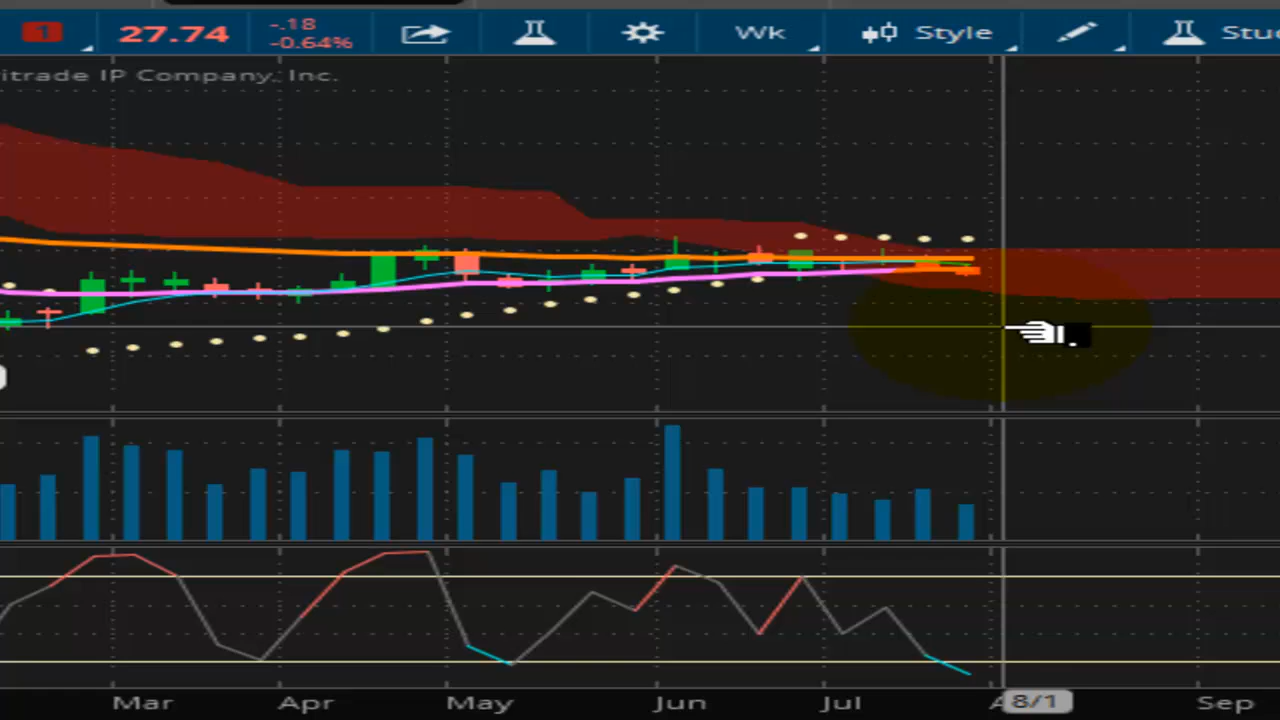 1 27.74 -.18 Wk Style Stu
-0.64%
itrade IP Company, Inc.
Mar Apr May Jun Jul A 8/1 Sep